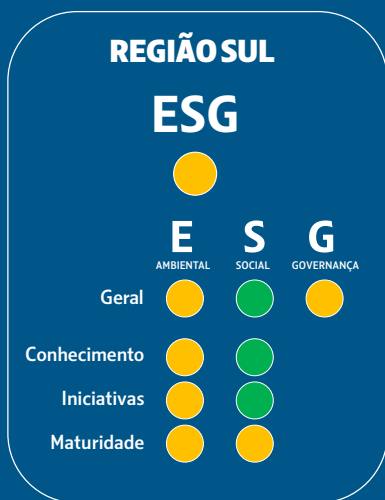 REGIÃO SUL
ESG
E S G
AMBIENTAL SOCIAL GOVERNANÇA
Geral
Conhecimento
Iniciativas
Maturidade